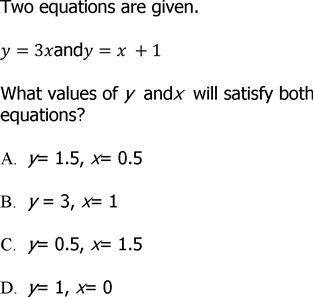 Two equations are given.
y = 3xandy = x + 1
What values of y andx will satisfy both
equations?
A. y= 1.5, x= 0.5
B. y = 3, x= 1
C. y= 0.5, x= 1.5
D. y= 1, x= 0